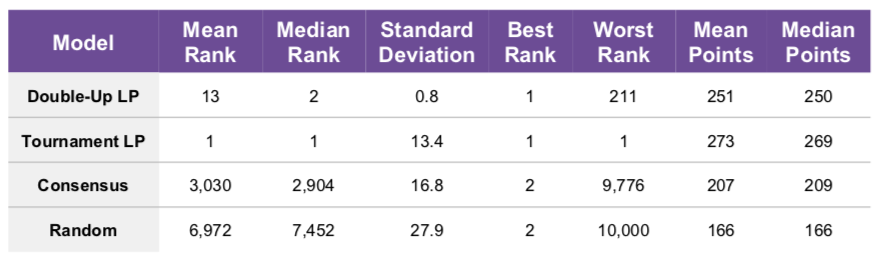 Model Mean Rank Median Rank Standard Deviation Best Rank Worst Rank Mean Points Median Points
Double-Up LP 13 2 0.8 1 211 251 250
Tournament LP 1 1 13.4 1 1 273 269
Consensus 3,030 2,904 16.8 2 9,776 207 209
Random 6,972 7,452 27.9 2 10,000 166 166